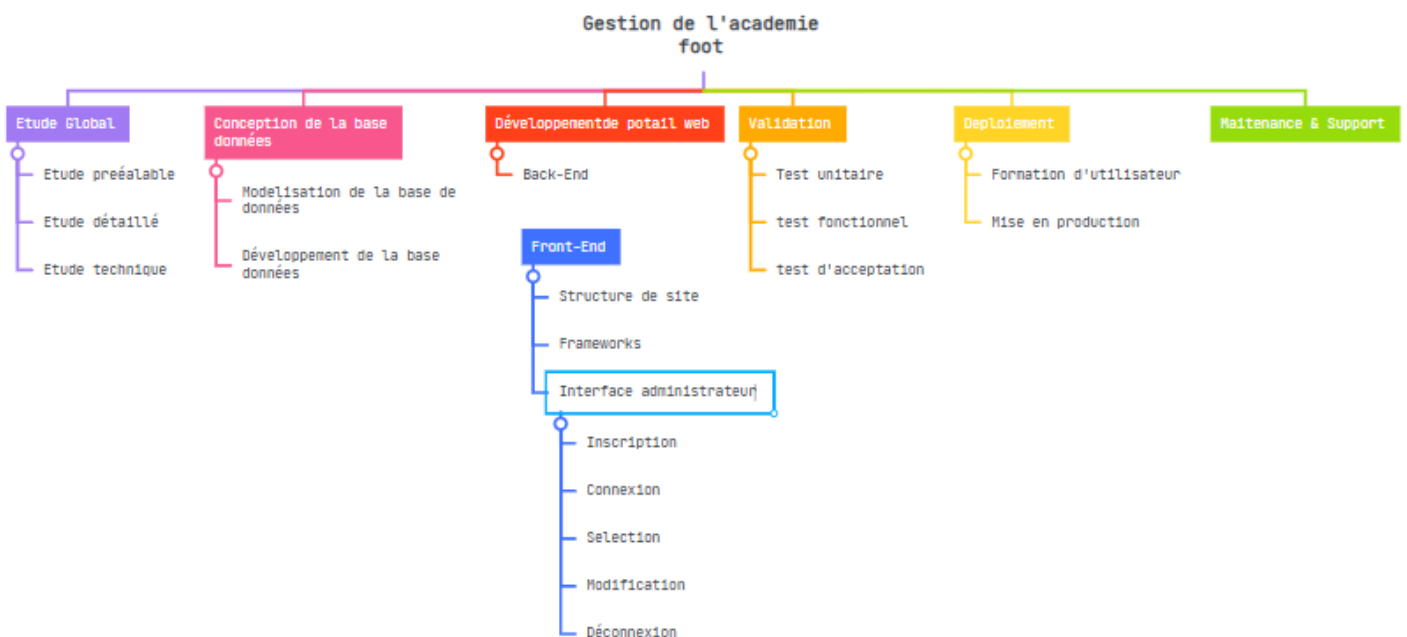 Gestion de l'academie
foot
Etude Global
Etude preéalable
Etude détaillé
Etude technique
Conception de la base
données
Modelisation de la base de
données
Développement de la base
données
Développementde potail web
Back-End
Front-End
Structure de site
Frameworks
Interface administrateur
Inscription
Connexion
Selection
Modification
Déconnexion
Validation
Test unitaire
test fonctionnel
test d'acceptation
Deploiement
Formation d'utilisateur
Mise en production
Maitenance & Support